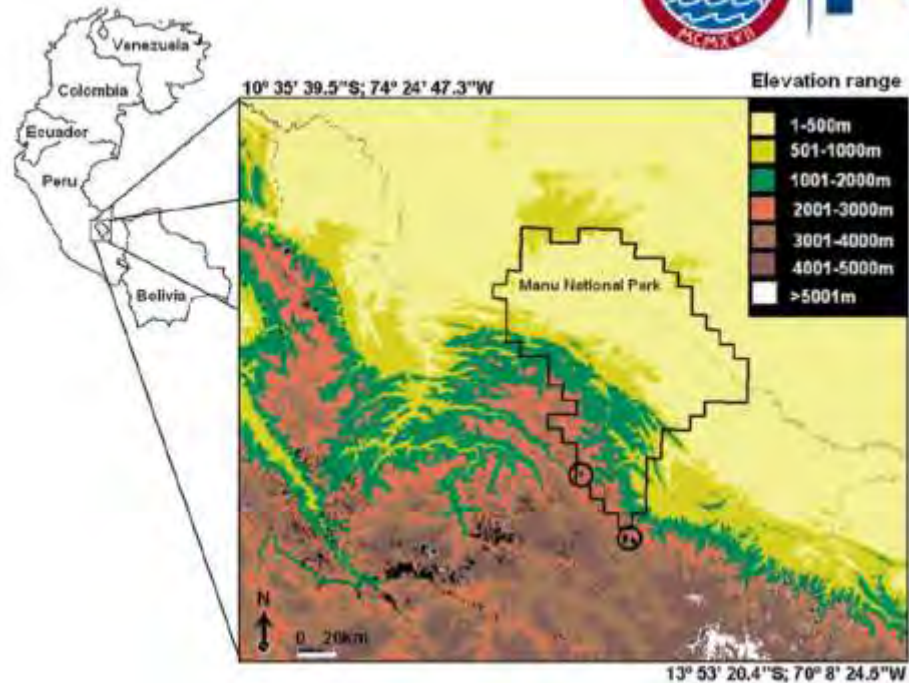 MCMXVII
Venezuela
Colombia
Ecuador
Peru
Bolivia
10° 35' 39.5"S; 74° 24' 47.3"W
Elevation range
1-500m
501-1000m
1001-2000m
2001-3000m
3001-4000m
4001-5000m
>5001m
Manu National Park
N
0 20km
13° 53' 20.4"S; 70° 8' 24.5"W